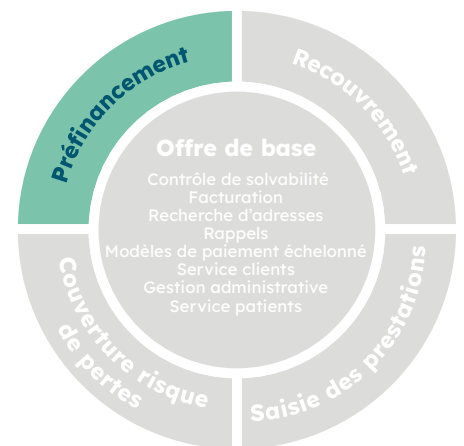 Préfinancement
Recouvrement
Offre de base
Contrôle de solvabilité
Facturation
Recherche d'adresses
Rappels
Modèles de paiement échelonné
Service clients
Gestion administrative
Service patients
Couverture risque
de pertes
Saisie des prestations